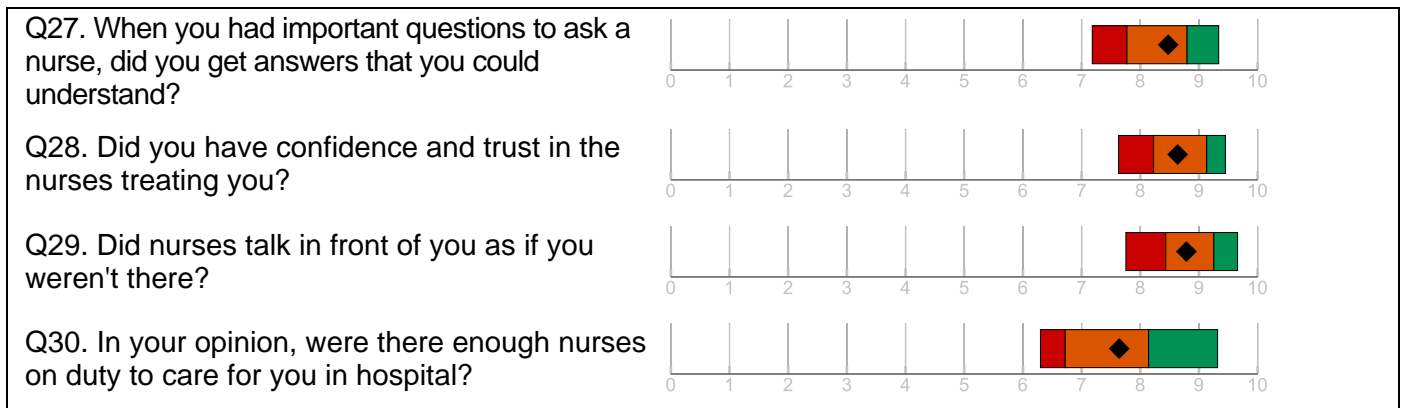 Q27. When you had important questions to ask a
nurse, did you get answers that you could
understand?
0 1 2 3 4 5 6 7 8 9 10
Q28. Did you have confidence and trust in the
nurses treating you?
0 1 2 3 4 5 6 7 8 9 10
Q29. Did nurses talk in front of you as if you
weren't there?
0 1 2 3 4 5 6 7 8 9 10
Q30. In your opinion, were there enough nurses
on duty to care for you in hospital?
0 1 2 3 4 5 6 7 8 9 10